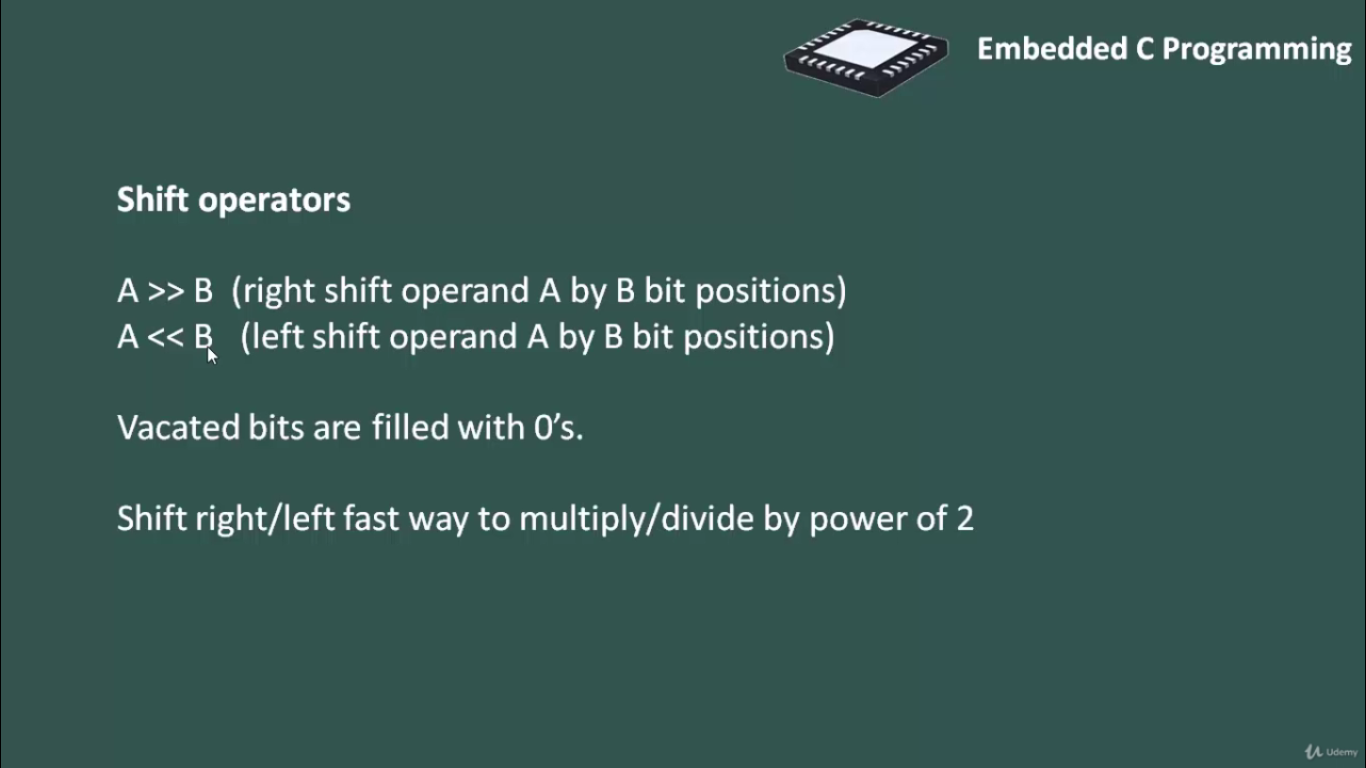 Embedded C Programming
Shift operators
A >> B (right shift operand A by B bit positions)
A << B (left shift operand A by B bit positions)
Vacated bits are filled with 0’s.
Shift right/left fast way to multiply/divide by power of 2
Udemy